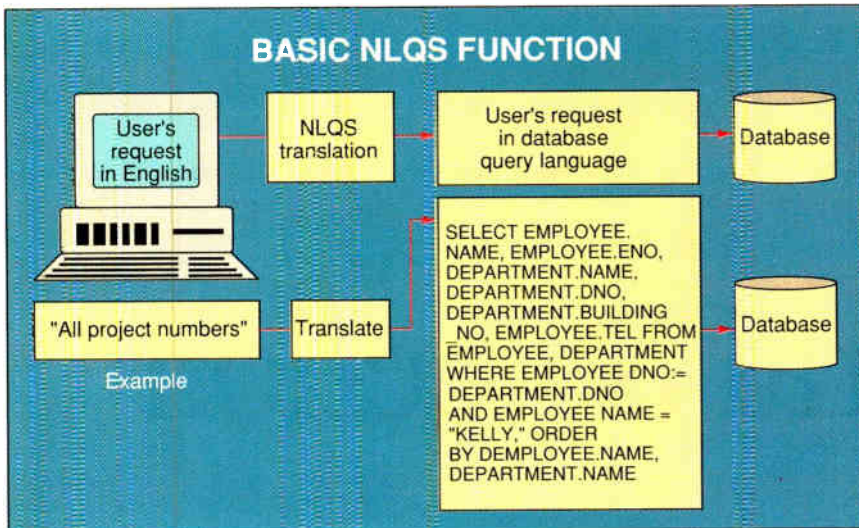 BASIC NLQS FUNCTION
User's
request
in English
NLQS
translation
User's request
in database
query language
Database
"All project numbers"
Example
Translate
SELECT EMPLOYEE.
NAME, EMPLOYEE.ENO,
DEPARTMENT.NAME,
DEPARTMENT.DNO,
DEPARTMENT.BUILDING
_NO, EMPLOYEE.TEL FROM
EMPLOYEE, DEPARTMENT
WHERE EMPLOYEE DNO:=
DEPARTMENT.DNO
AND EMPLOYEE NAME =
"KELLY," ORDER
BY DEMPLOYEE.NAME,
DEPARTMENT.NAME
Database